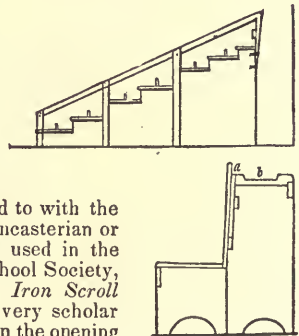 a b
d to with the
ncasterian or
used in the
hool Society,
Iron Scroll
very scholar
n the opening